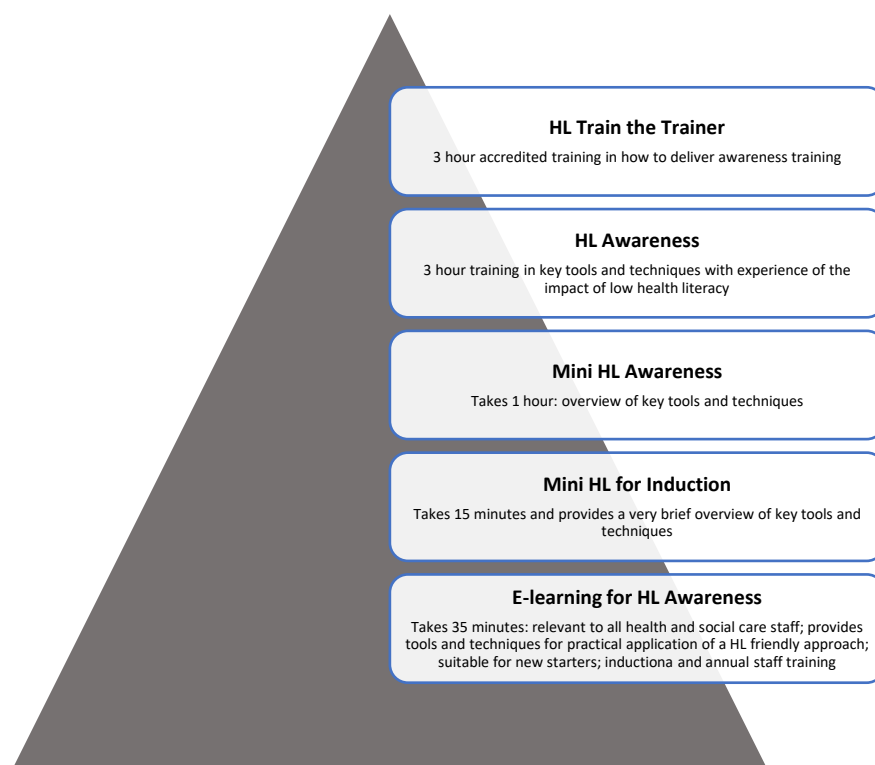 HL Train the Trainer
3 hour accredited training in how to deliver awareness training
HL Awareness
3 hour training in key tools and techniques with experience of the
impact of low health literacy
Mini HL Awareness
Takes 1 hour: overview of key tools and techniques
Mini HL for Induction
Takes 15 minutes and provides a very brief overview of key tools and
techniques
E-learning for HL Awareness
Takes 35 minutes: relevant to all health and social care staff; provides
tools and techniques for practical application of a HL friendly approach;
suitable for new starters; inductiona and annual staff training